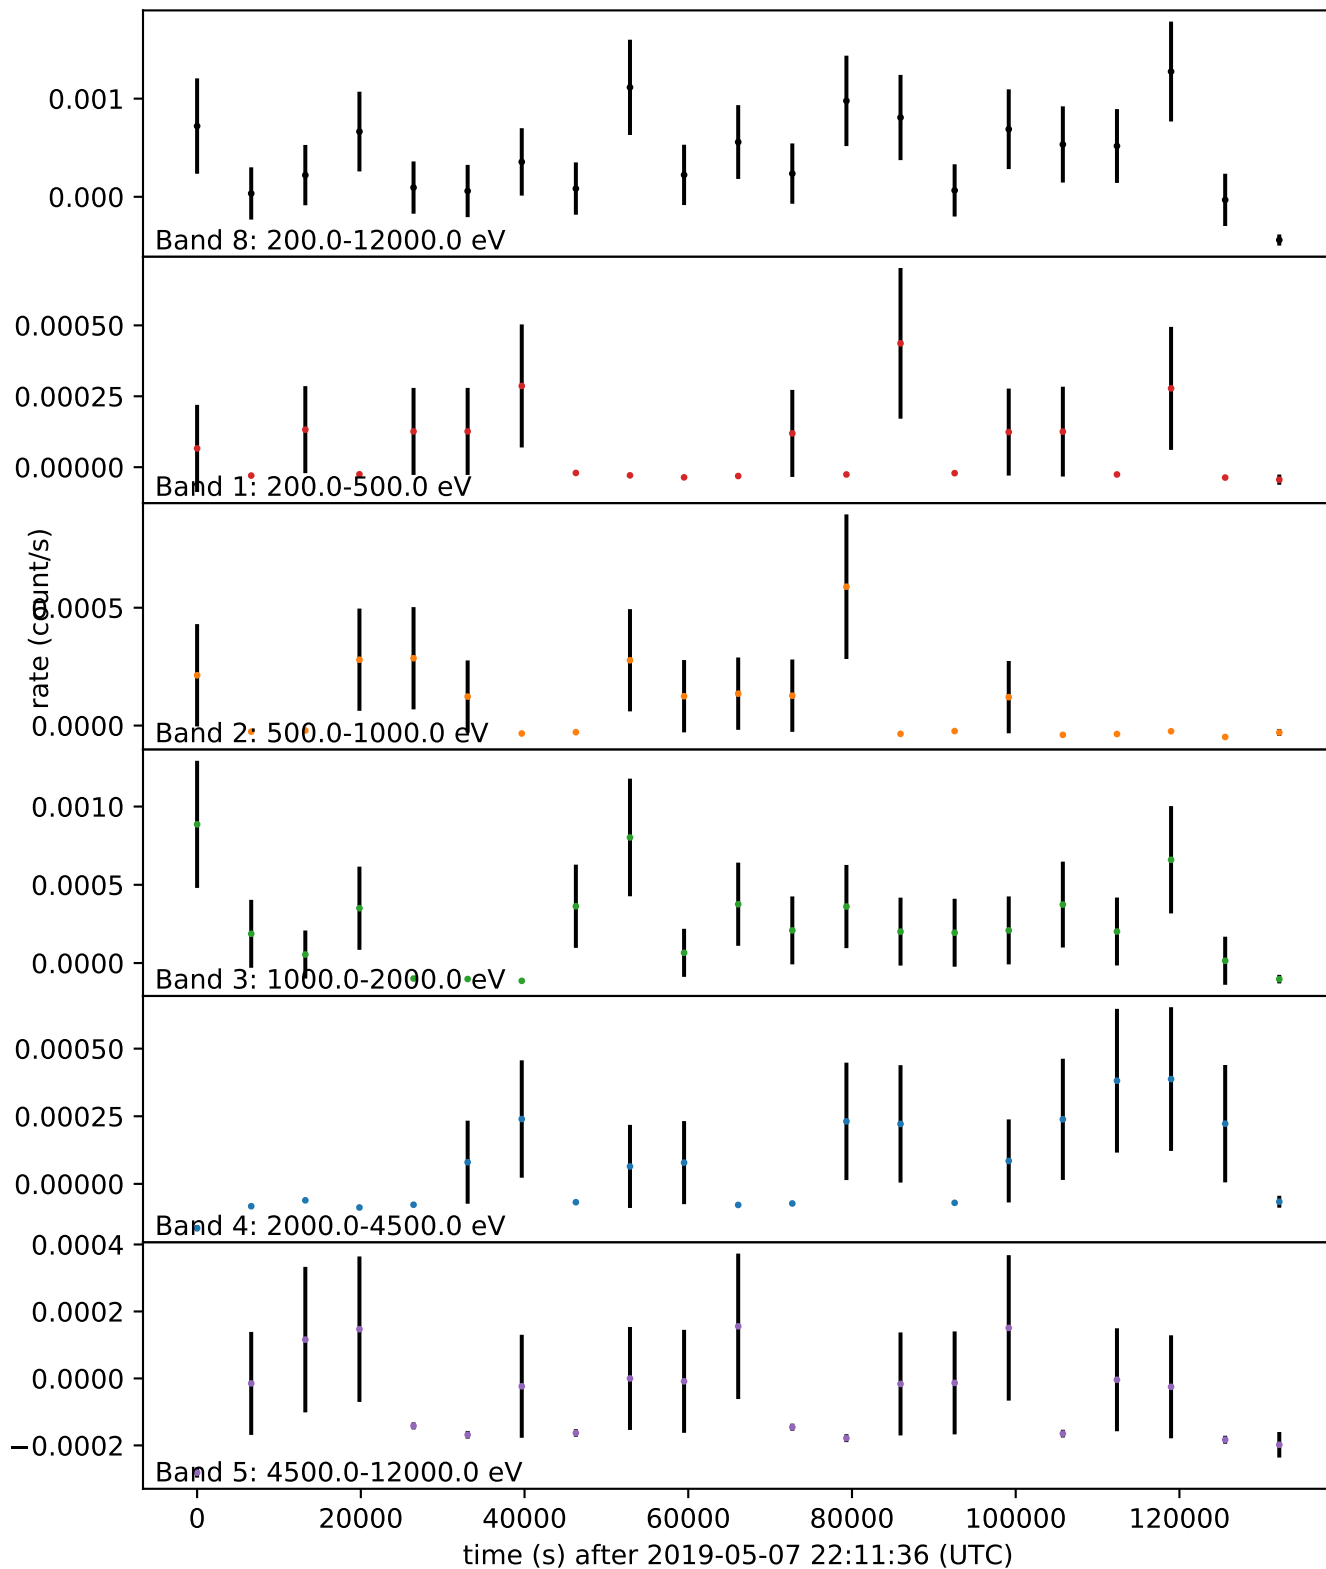 0.001
0.000
Band 8: 200.0-12000.0 eV
0.00050
0.00025
0.00000
Band 1: 200.0-500.0 eV
rate (count/s)
0.0005
0.0000
Band 2: 500.0-1000.0 eV
0.0010
0.0005
0.0000
Band 3: 1000.0-2000.0 eV
0.00050
0.00025
0.00000
Band 4: 2000.0-4500.0 eV
0.0004
0.0002
0.0000
−0.0002
Band 5: 4500.0-12000.0 eV
0 20000 40000 60000 80000 100000 120000
time (s) after 2019-05-07 22:11:36 (UTC)